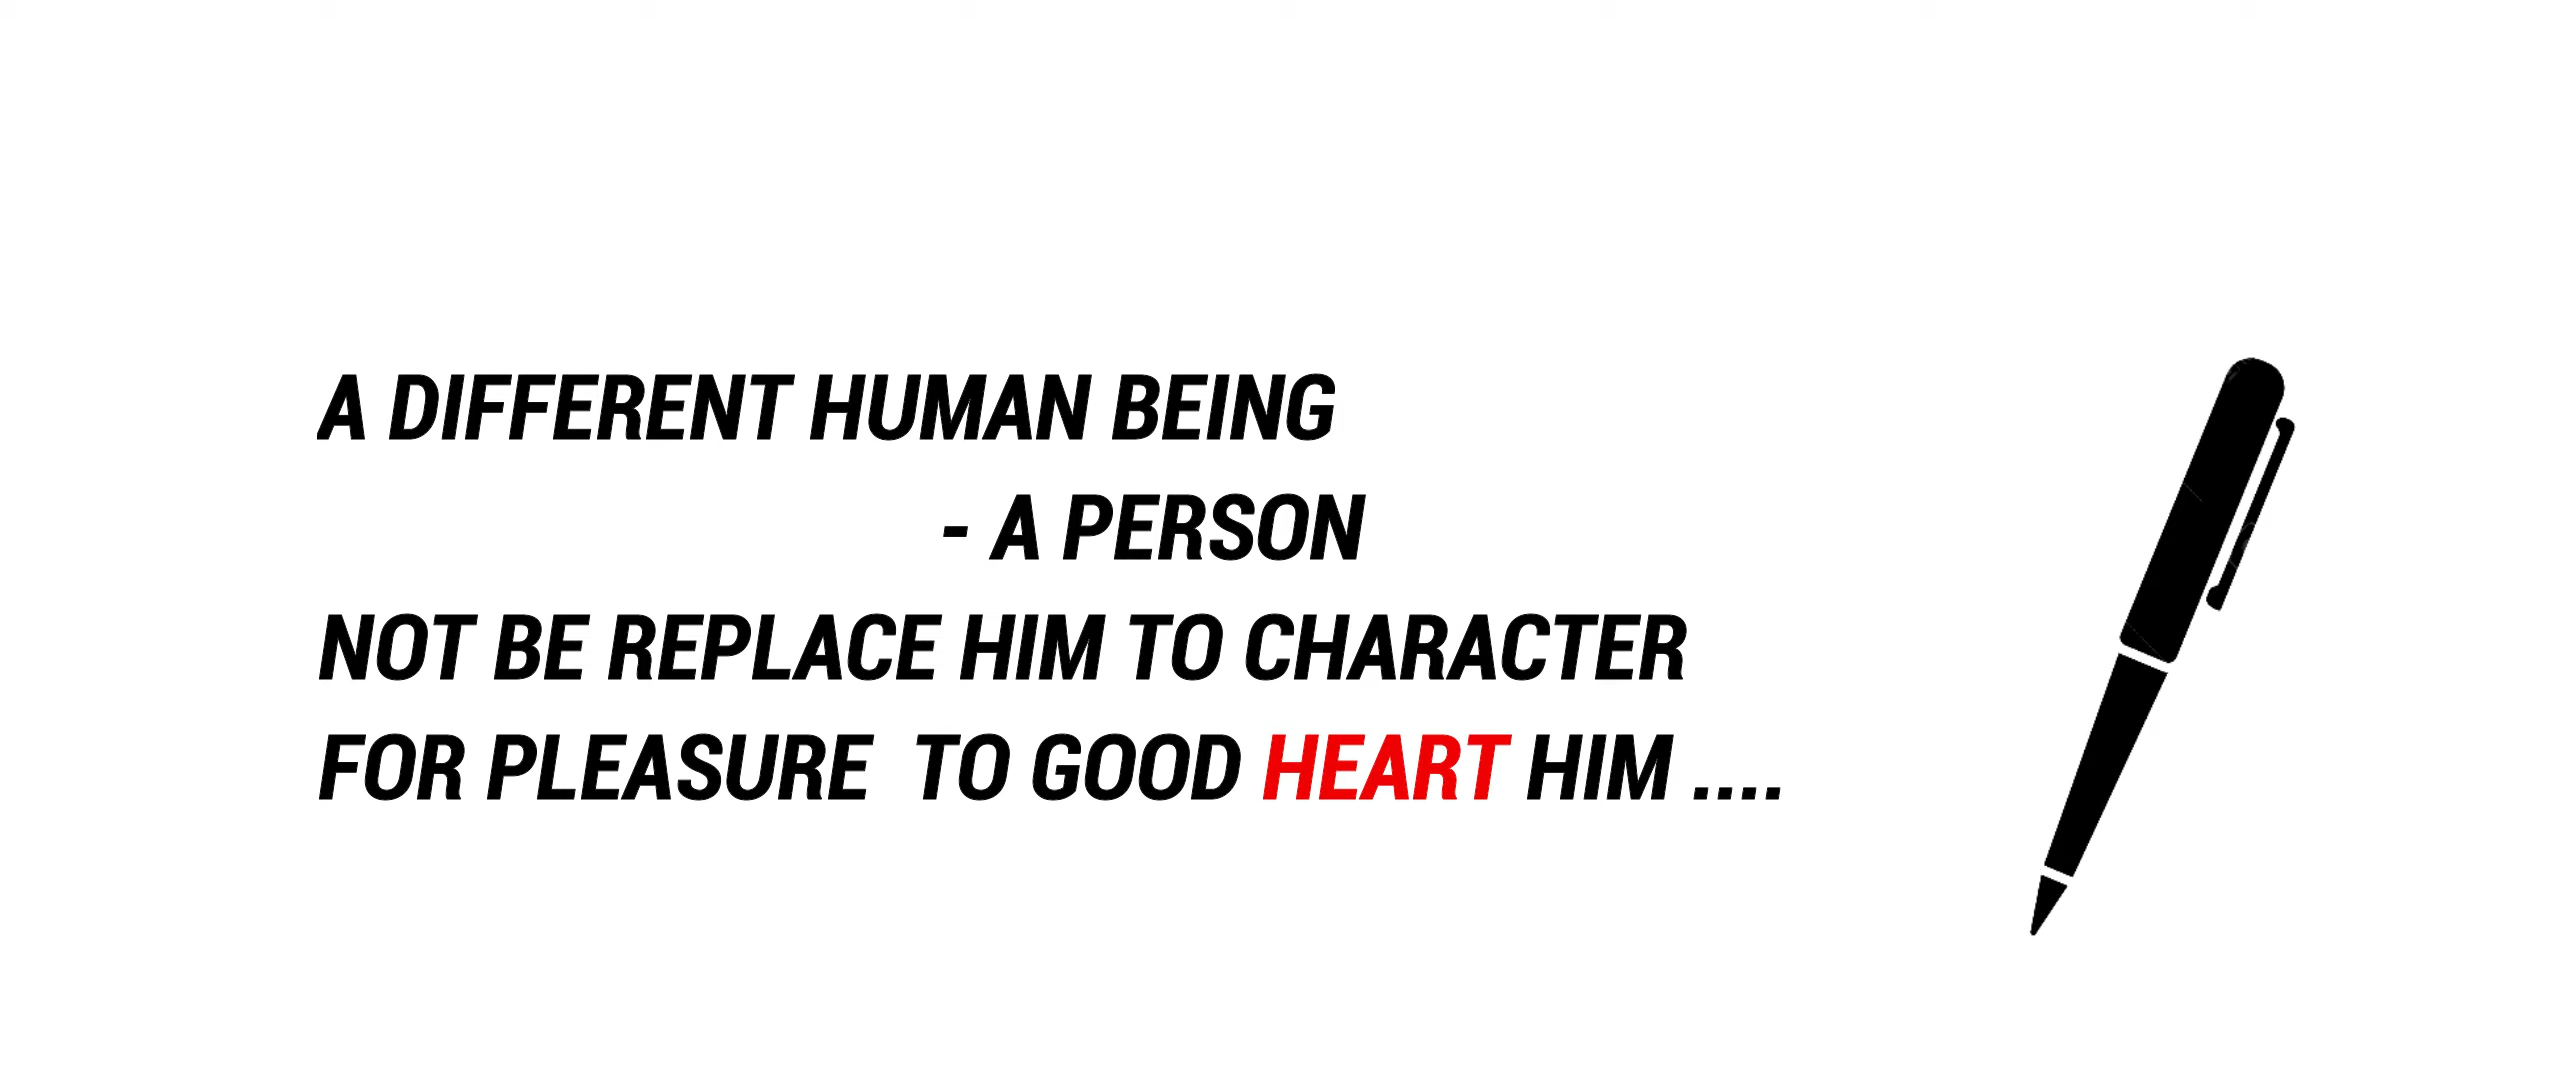 A DIFFERENT HUMAN BEING
- A PERSON
NOT BE REPLACE HIM TO CHARACTER
FOR PLEASURE  TO GOOD HEART HIM ....